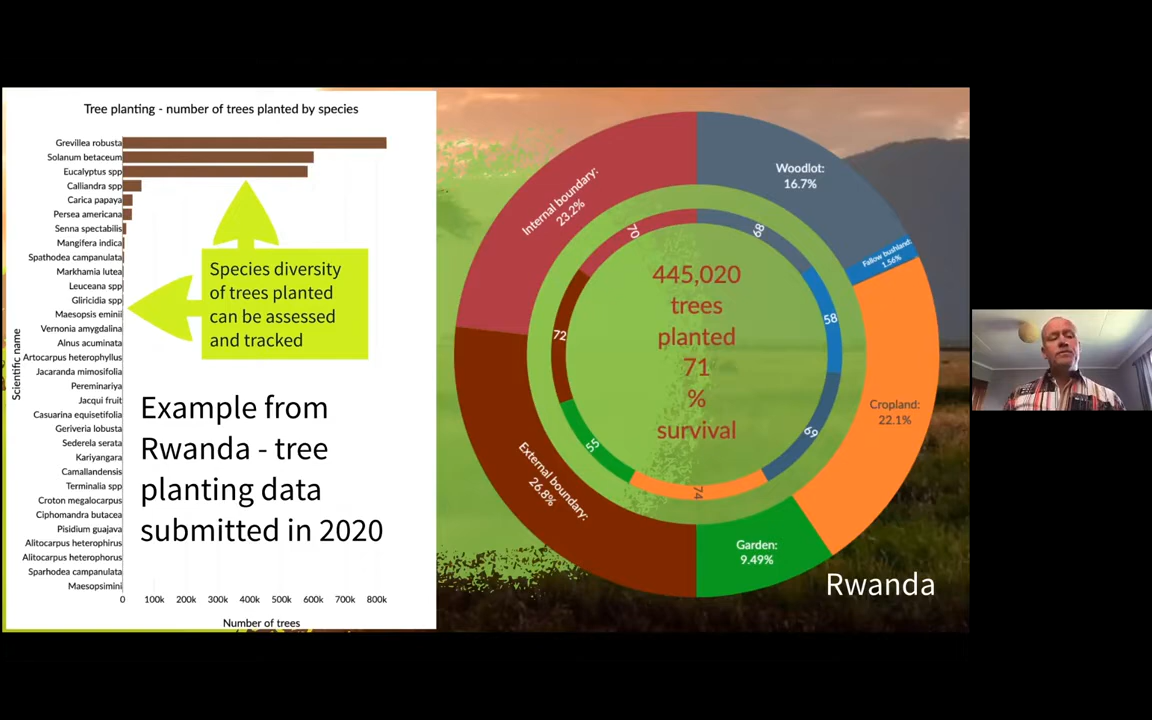 Tree planting - number of trees planted by species
Grevillea robusta
Solanum betaceum
Eucalyptus spp
Calliandra spp
Carica papaya
Persea americana
Senna spectabilis
Mangifera indica
Spathodea campanulata
Markhamia lutea
Leuceana spp
Gliricidia spp
Maesopsis eminii
Vernonia amygdalina
Alnus acuminata
Artocarpus heterophyllus
Jacaranda mimosifolia
Pereminariya
Jacqui fruit
Casuarina equisetifolia
Geriveria lobusta
Sederela serata
Kariyangara
Camallandensis
Terminalia spp
Croton megalocarpus
Ciphomandra butacea
Pisidium guajava
Alitocarpus heterophirus
Alitocarpus heterophorus
Sparhodea campanulata
Maesopsimini
Scientific name
0 100k 200k 300k 400k 500k 600k 700k 800k
Number of trees
Species diversity
of trees planted
can be assessed
and tracked
Example from
Rwanda - tree
planting data
submitted in 2020
Internal boundary:
23.2%
Woodlot:
16.7%
Fallow bushland:
1.56%
Cropland:
22.1%
Garden:
9.49%
External boundary:
26.8%
70
68
58
69
74
55
72
445,020
trees
planted
71
%
survival
Rwanda